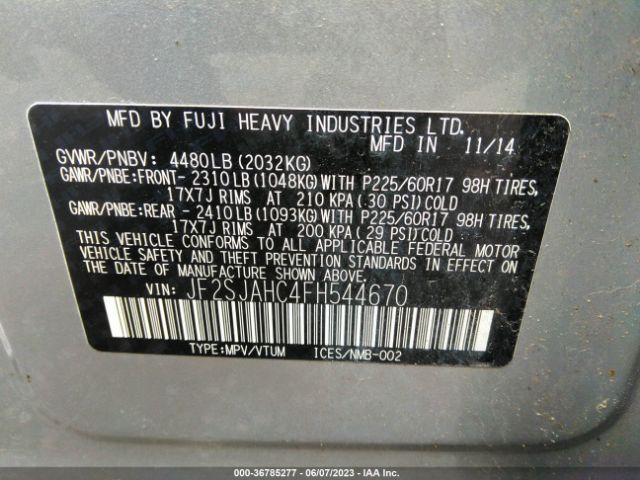 MFD BY FUJI HEAVY INDUSTRIES LTD.
MFD IN 11/14
GVWR/PNBV: 4480LB(2032KG)
GAWR/PNBE:FRONT- 2310LB(1048KG)WITH P225/60R17 98H TIRES,
17X7J RIMS AT 210 KPA( 30 PSI)COLD
GAWR/PNBE:REAR - 2410LB(1093KG)WITH P225/60R17 98H TIRES,
17X7J RIMS AT 200 KPA( 29 PSI)COLD
THIS VEHICLE CONFORMS TO ALL APPLICABLE FEDERAL MOTOR
VEHICLE SAFETY AND THEFT PREVENTION STANDARDS IN EFFECT
ON THE DATE OF MANUFACTURE SHOWN ABOVE.
VIN: JF2SJAHC4FH544670
TYPE:MPV/VTUM ICES/NMB-002
000-36785277 - 06/07/2023 - IAA Inc.